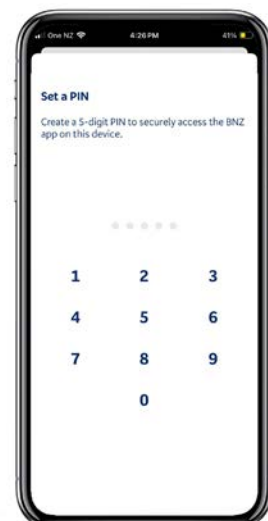 One NZ 4:26 PM 41%
Set a PIN
Create a 5-digit PIN to securely access the BNZ
app on this device.
1 2 3
4 5 6
7 8 9
0